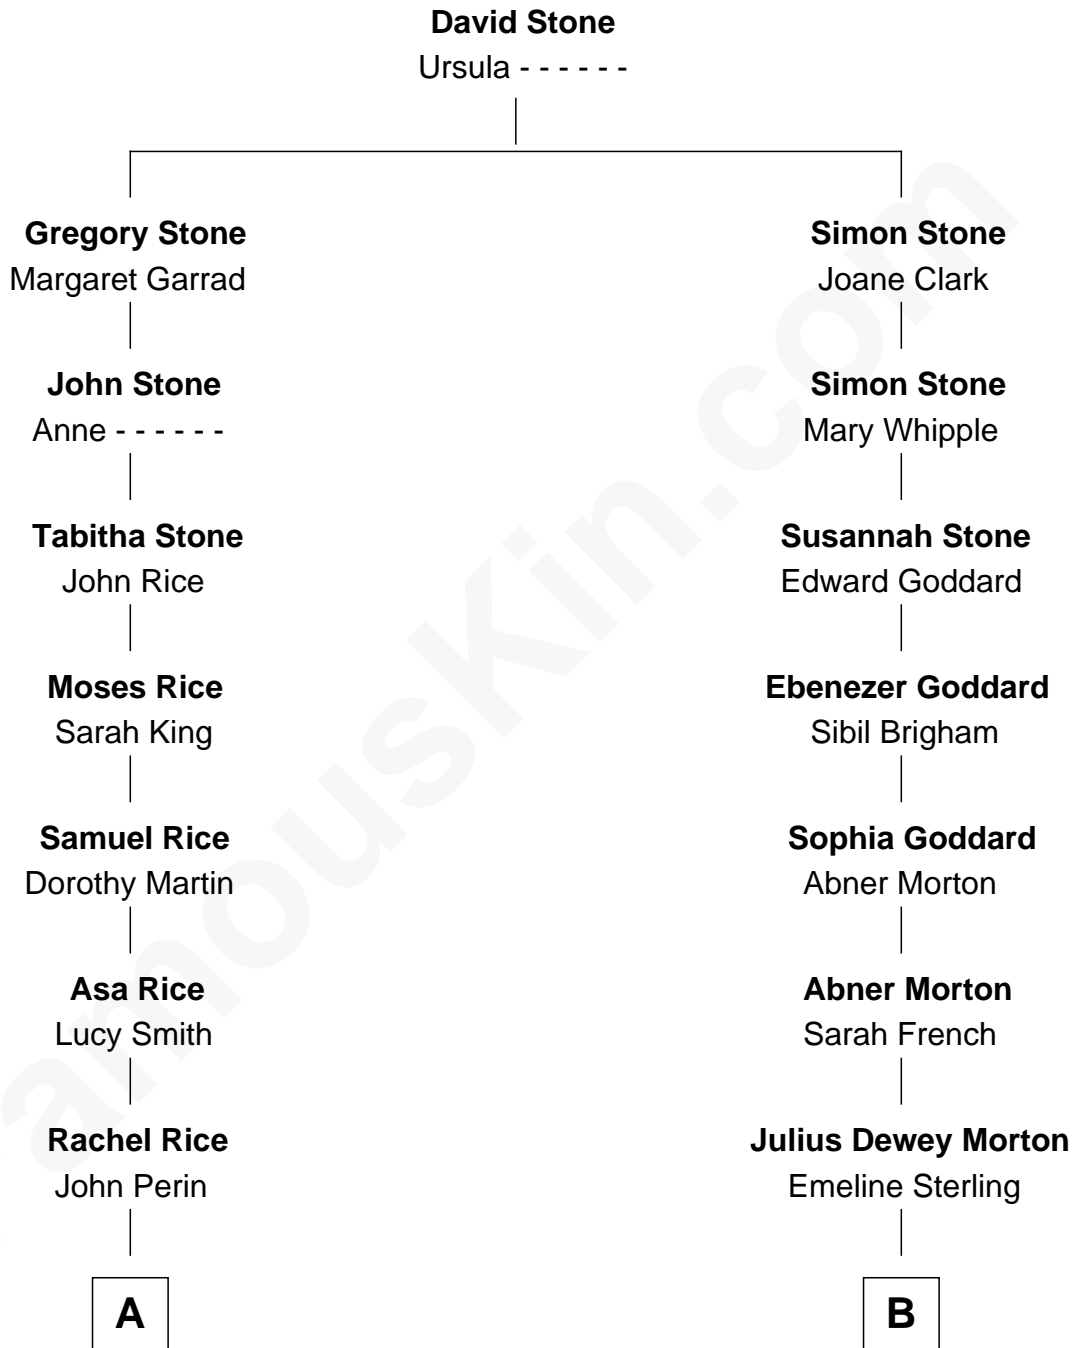 David Stone
Ursula - - - - - -
Gregory Stone
Margaret Garrad
John Stone
Anne - - - - - -
Tabitha Stone
John Rice
Moses Rice
Sarah King
Samuel Rice
Dorothy Martin
Asa Rice
Lucy Smith
Rachel Rice
John Perin
A
Simon Stone
Joane Clark
Simon Stone
Mary Whipple
Susannah Stone
Edward Goddard
Ebenezer Goddard
Sibil Brigham
Sophia Goddard
Abner Morton
Abner Morton
Sarah French
Julius Dewey Morton
Emeline Sterling
B
amouskin.com